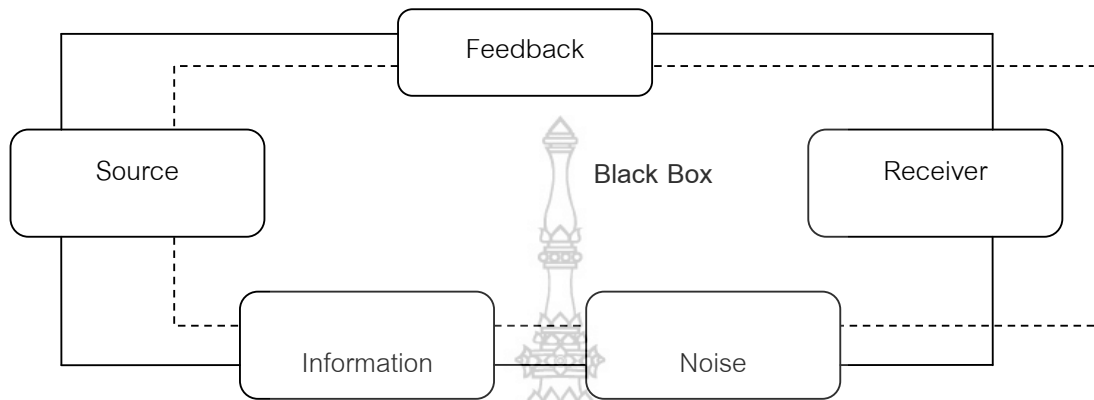 Feedback
Source
Black Box
Receiver
Information
Noise